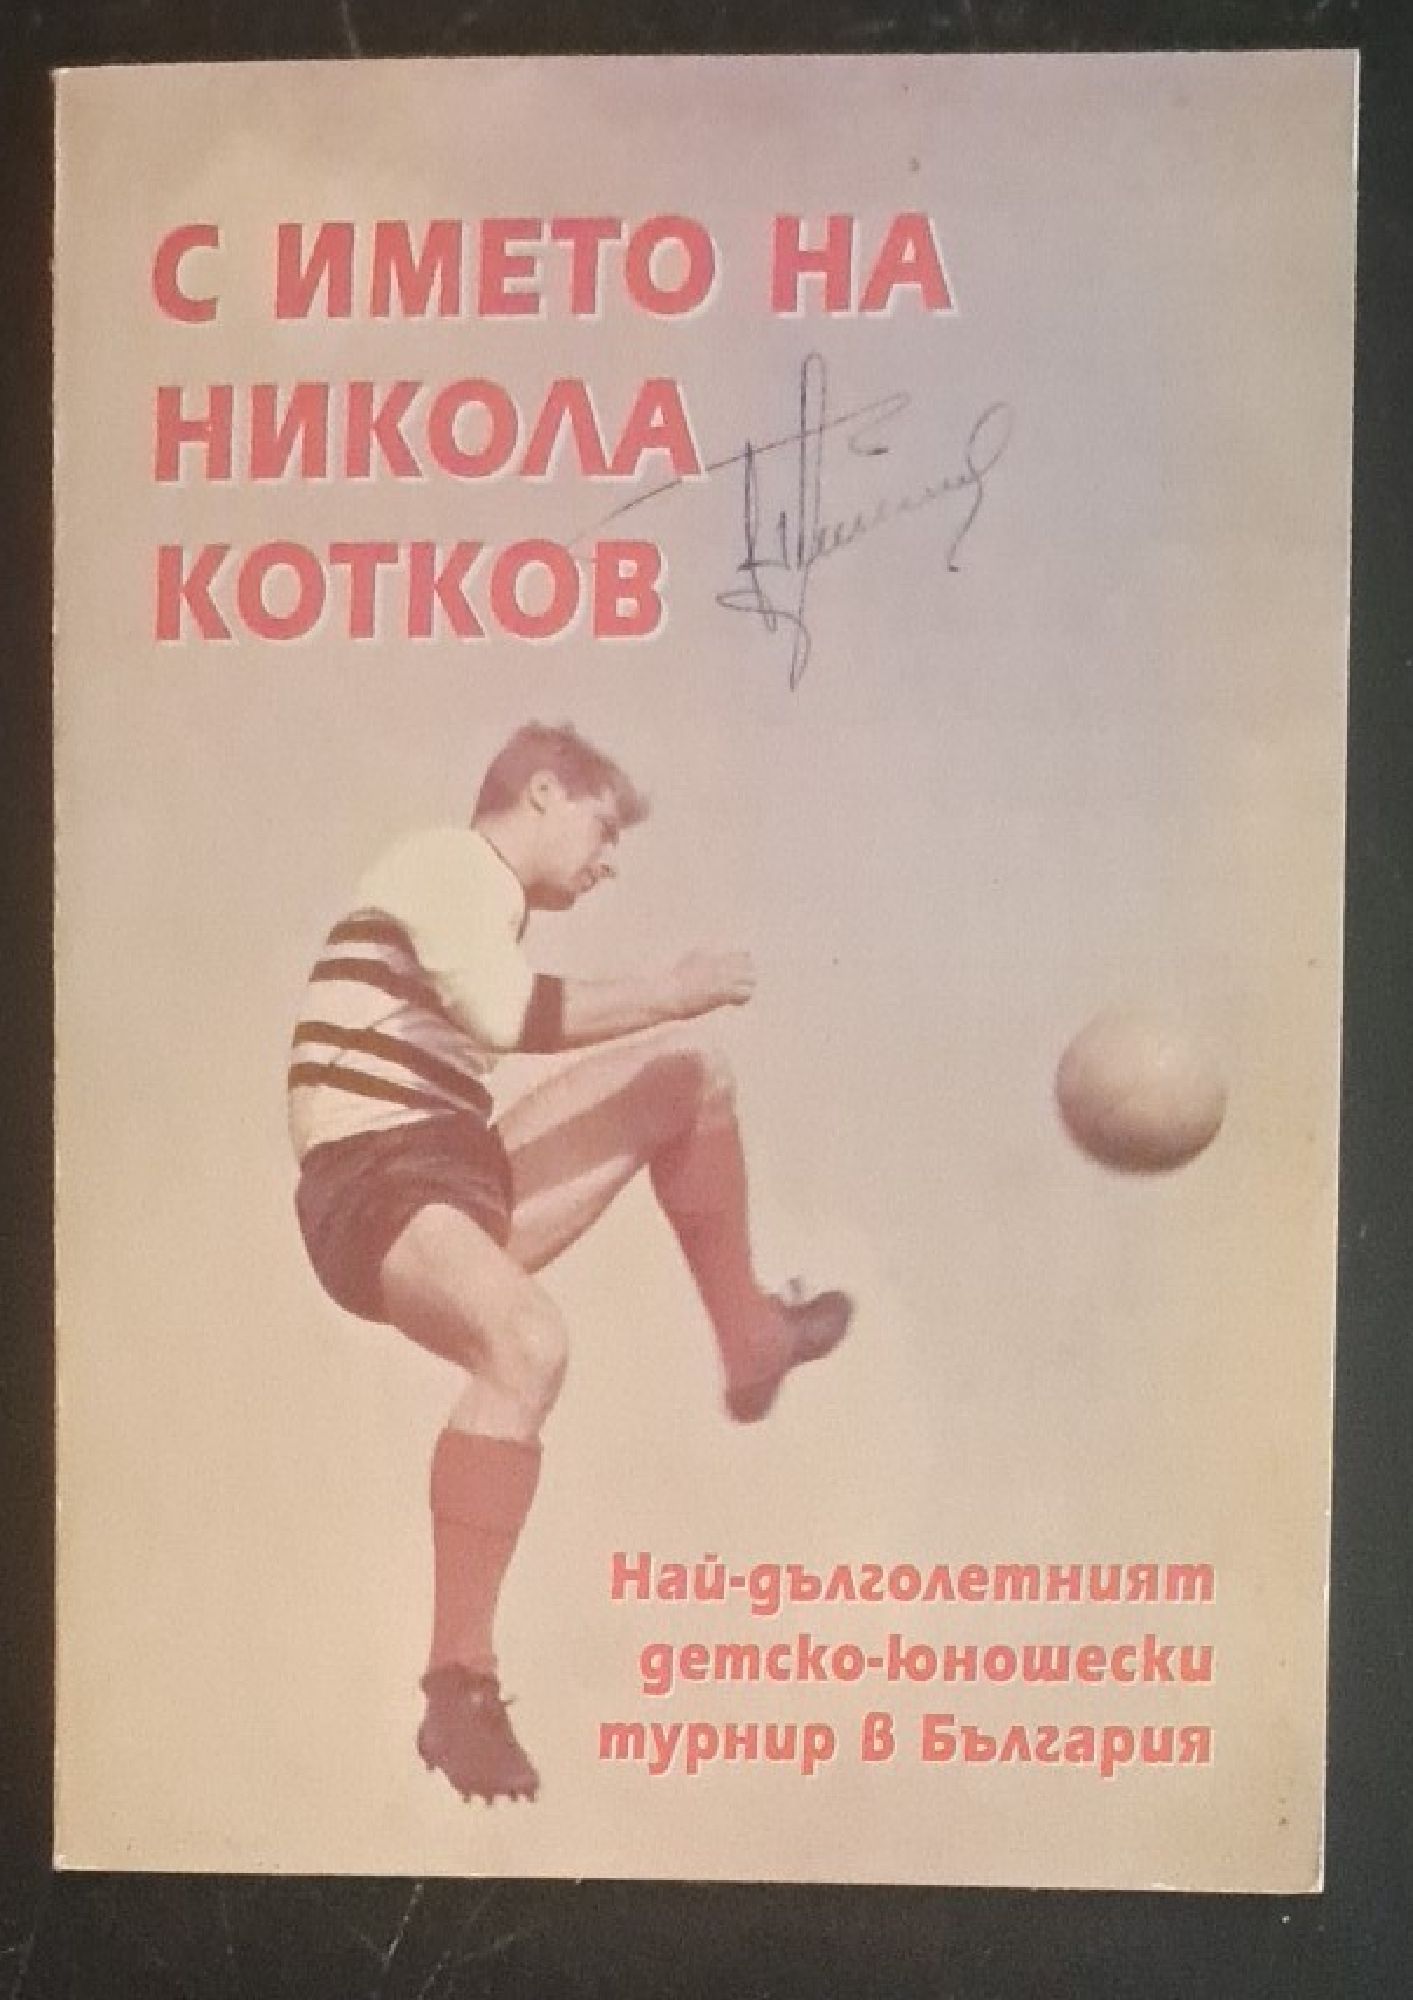 С ИМЕТО НА
НИКОЛА
КОТКОВ
Най-дълголетният
детско-юношески
турнир в България